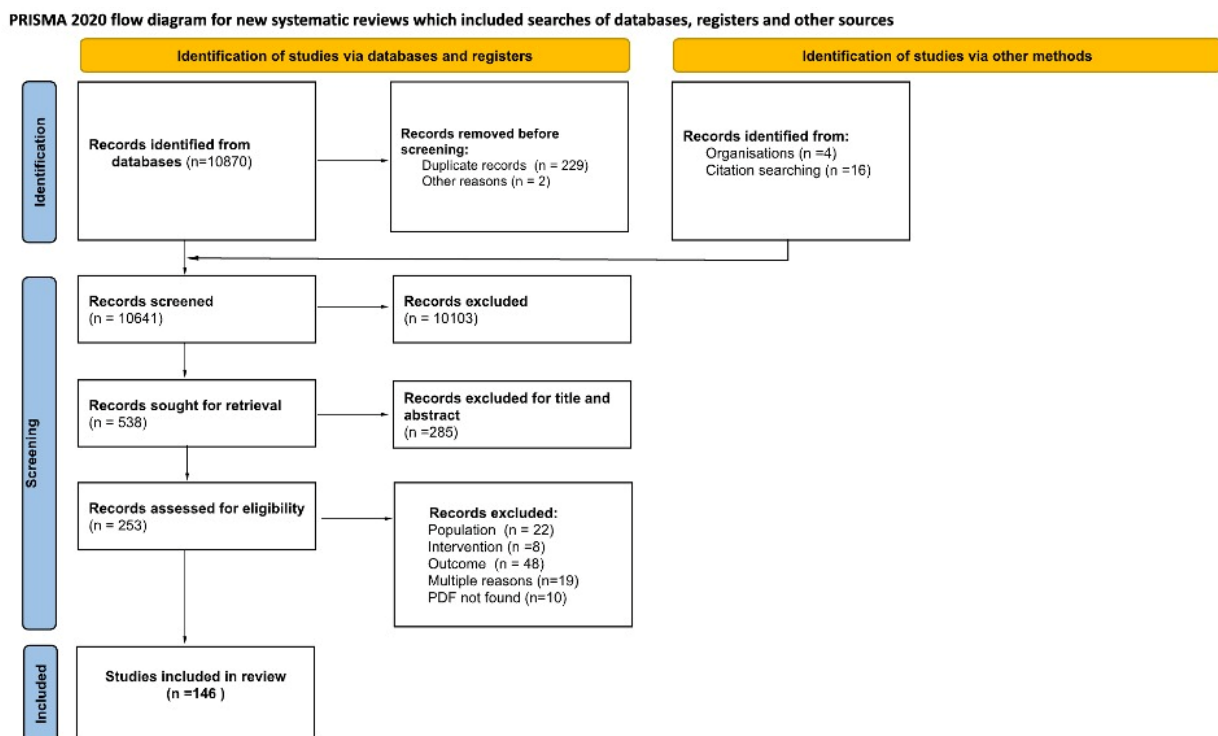 PRISMA 2020 flow diagram for new systematic reviews which included searches of databases, registers and other sources
Identification of studies via databases and registers
Identification of studies via other methods
Identification
Records identified from
databases (n=10870)
Records removed before
screening:
Duplicate records (n = 229)
Other reasons (n = 2)
Records identified from:
Organisations (n =4)
Citation searching (n =16)
Screening
Records screened
(n = 10641)
Records excluded
(n = 10103)
Records sought for retrieval
(n = 538)
Records excluded for title and
abstract
(n =285)
Records assessed for eligibility
(n = 253)
Records excluded:
Population (n = 22)
Intervention (n =8)
Outcome (n = 48)
Multiple reasons (n=19)
PDF not found (n=10)
Included
Studies included in review
(n =146 )